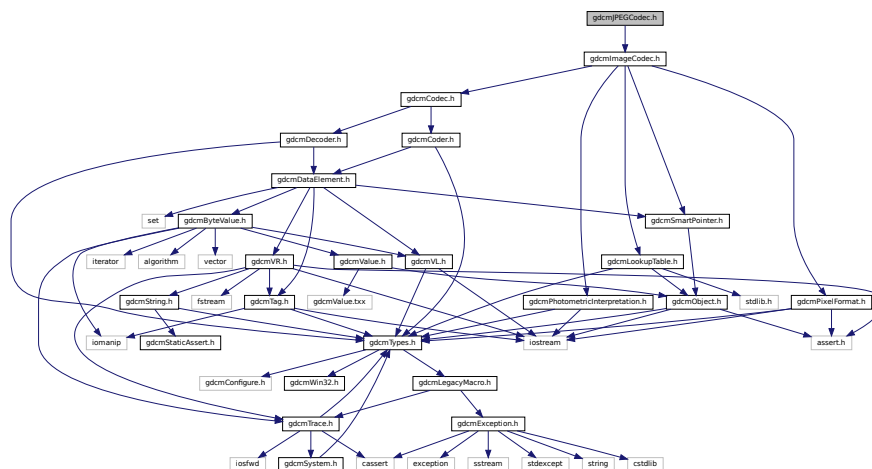 gdcmJPEGCodec.h
gdcmImageCodec.h
gdcmCodec.h
gdcmDecoder.h
gdcmCoder.h
gdcmDataElement.h
set
gdcmByteValue.h
gdcmSmartPointer.h
iterator
algorithm
vector
gdcmVR.h
gdcmValue.h
gdcmVL.h
gdcmLookupTable.h
gdcmString.h
fstream
gdcmTag.h
gdcmValue.txx
gdcmPhotometricInterpretation.h
gdcmObject.h
stdlib.h
gdcmPixelFormat.h
iomanip
gdcmStaticAssert.h
gdcmTypes.h
iostream
assert.h
gdcmConfigure.h
gdcmWin32.h
gdcmLegacyMacro.h
gdcmTrace.h
gdcmException.h
iosfwd
gdcmSystem.h
cassert
exception
sstream
stdexcept
string
cstdlib